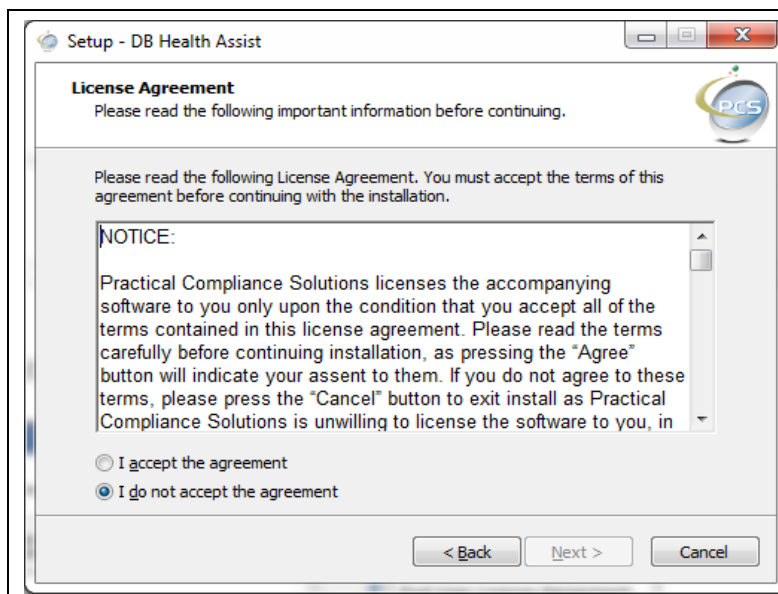 Setup - DB Health Assist
License Agreement
Please read the following important information before continuing.
PCS
Please read the following License Agreement. You must accept the terms of this
agreement before continuing with the installation.
NOTICE:
Practical Compliance Solutions licenses the accompanying
software to you only upon the condition that you accept all of the
terms contained in this license agreement. Please read the terms
carefully before continuing installation, as pressing the “Agree”
button will indicate your assent to them. If you do not agree to these
terms, please press the “Cancel” button to exit install as Practical
Compliance Solutions is unwilling to license the software to you, in
I accept the agreement
I do not accept the agreement
< Back
Next >
Cancel